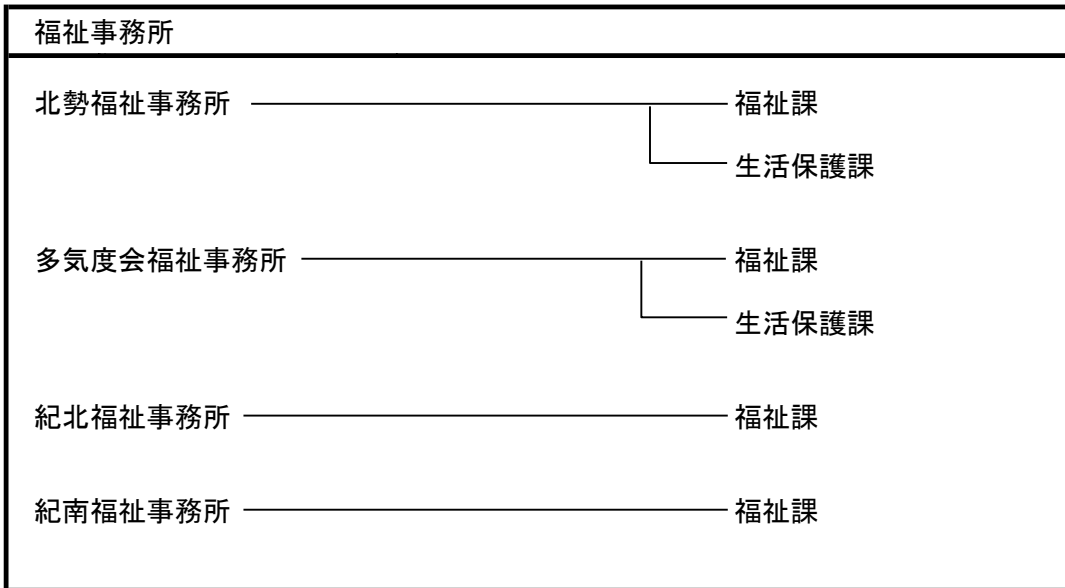 福祉事務所
北勢福祉事務所 福祉課
生活保護課
多気度会福祉事務所 福祉課
生活保護課
紀北福祉事務所 福祉課
紀南福祉事務所 福祉課